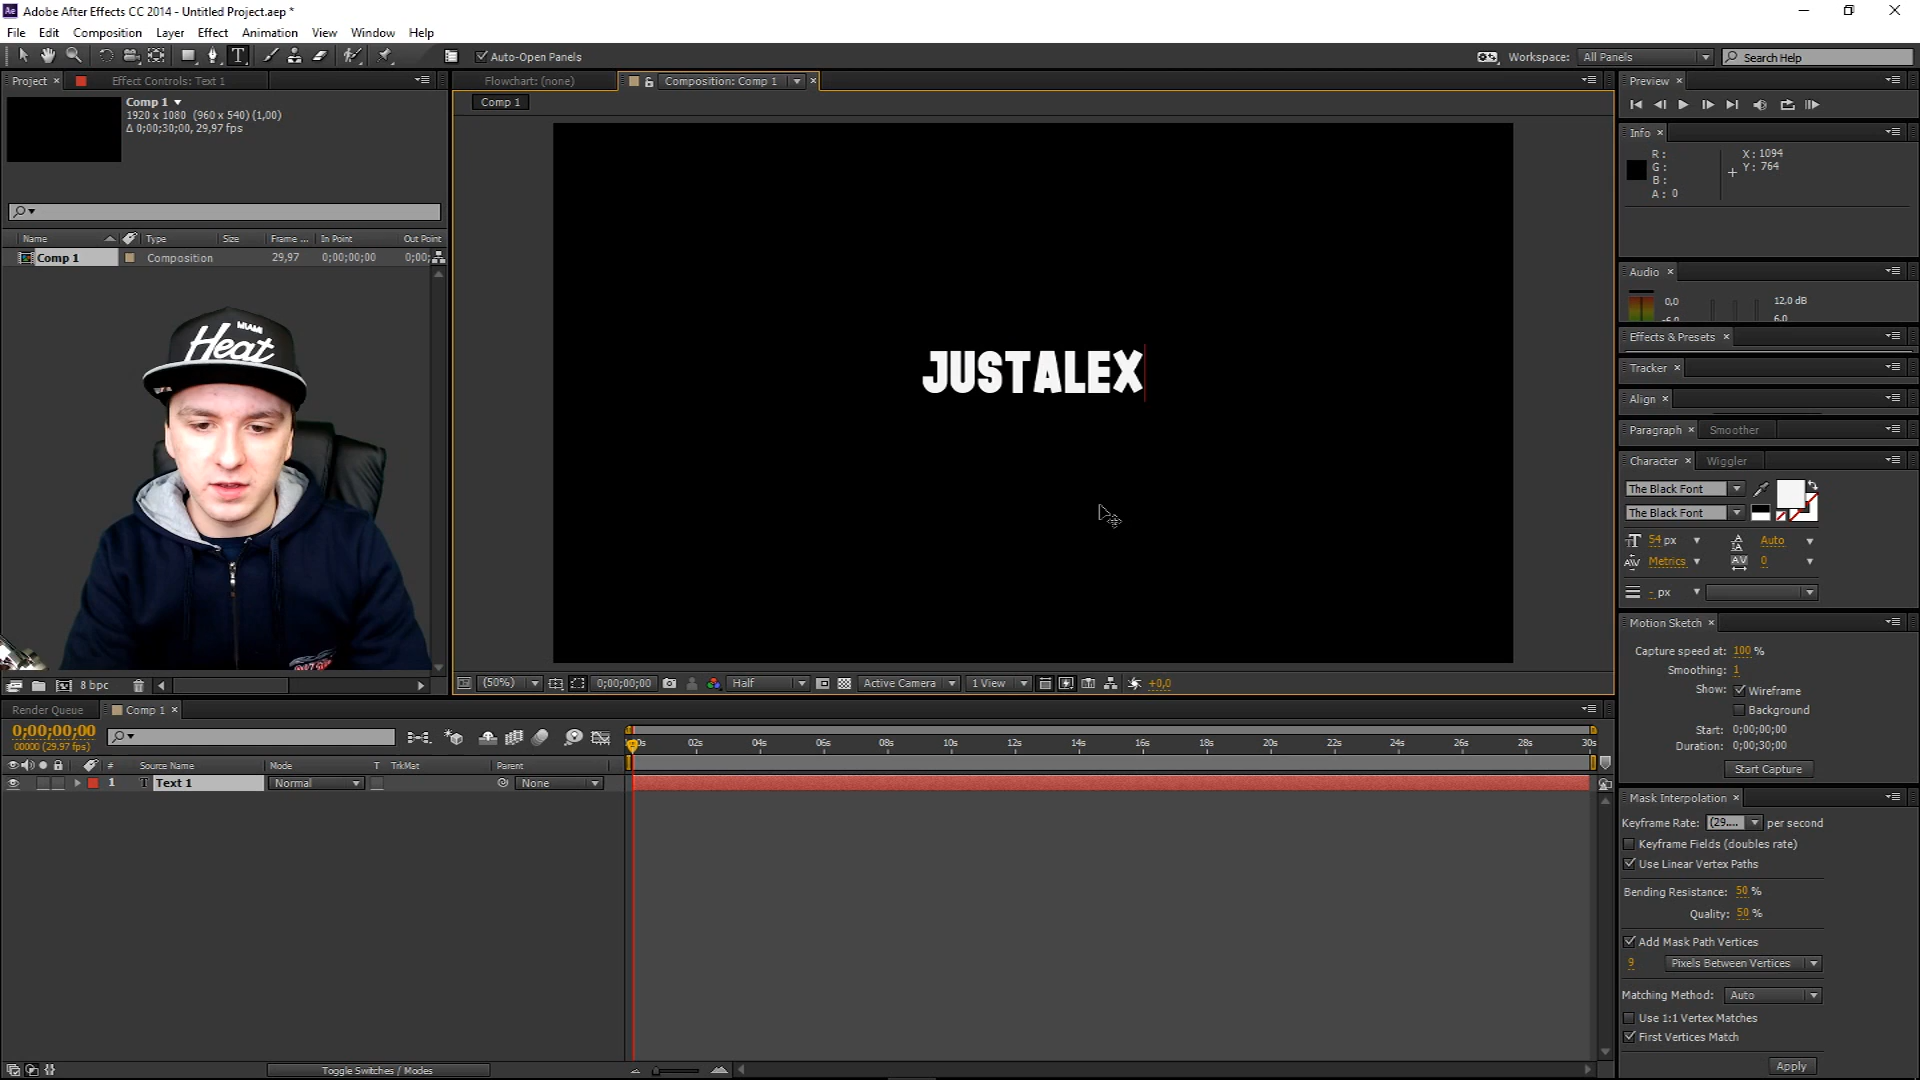 Adobe After Effects CC 2014 - Untitled Project.aep *
File Edit Composition Layer Effect Animation View Window Help
Auto-Open Panels
Workspace: All Panels
Search Help
Project Effect Controls: Text 1
Comp 1
1920 x 1080 (960 x 540) (1,00)
Δ 0;00;30;00, 29,97 fps
Name Type Size Frame ... In Point Out Point
Comp 1 Composition 29,97 0;00;00;00 0;00;
8 bpc
MIAMI
Heat
Flowchart: (none) Composition: Comp 1
Comp 1
JUSTALEX
(50%) 0;00;00;00 Half Active Camera 1 View +0,0
Preview
Info
R:
G:
B:
A: 0
X: 1094
Y: 764
Audio
0,0 12,0 dB
-6,0 6,0
Effects & Presets
Tracker
Align
Paragraph Smoother
Character Wiggler
The Black Font
The Black Font
54 px Auto
Metrics 0
- px
Motion Sketch
Capture speed at: 100 %
Smoothing: 1
Show: Wireframe
Background
Start: 0;00;00;00
Duration: 0;00;30;00
Start Capture
Mask Interpolation
Keyframe Rate: (29.... per second
Keyframe Fields (doubles rate)
Use Linear Vertex Paths
Bending Resistance: 50 %
Quality: 50 %
Add Mask Path Vertices
9 Pixels Between Vertices
Matching Method: Auto
Use 1:1 Vertex Matches
First Vertices Match
Apply
Render Queue Comp 1
0;00;00;00
00000 (29.97 fps)
# Source Name Mode T TrkMat Parent
1 T Text 1 Normal None
02s 04s 06s 08s 10s 12s 14s 16s 18s 20s 22s 24s 26s 28s 30s
Toggle Switches / Modes